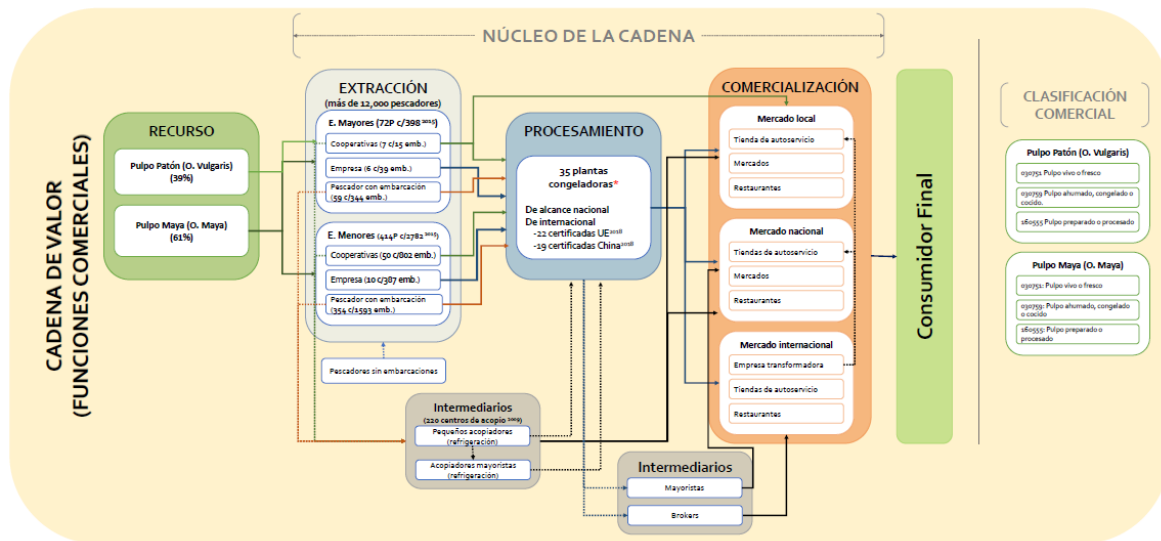 CADENA DE VALOR
(FUNCIONES COMERCIALES)
NÚCLEO DE LA CADENA
RECURSO
Pulpo Patón (O. Vulgaris)
(39%)
Pulpo Maya (O. Maya)
(61%)
EXTRACCIÓN
(más de 12,000 pescadores)
E. Mayores (72P c/398 2015)
Cooperativas (7 c/15 emb.)
Empresa (6 c/39 emb.)
Pescador con embarcación
(59 c/344 emb.)
E. Menores (414P c/2782 2015)
Cooperativas (50 c/802 emb.)
Empresa (10 c/387 emb.)
Pescador con embarcación
(354 c/1593 emb.)
Pescadores sin embarcaciones
Intermediarios
(220 centros de acopio 2009)
Pequeños acopiadores
(refrigeración)
Acopiadores mayoristas
(refrigeración)
PROCESAMIENTO
35 plantas
congeladoras*
De alcance nacional
De internacional
-22 certificadas UE2018
-19 certificadas China2018
Intermediarios
Mayoristas
Brokers
COMERCIALIZACIÓN
Mercado local
Tienda de autoservicio
Mercados
Restaurantes
Mercado nacional
Tiendas de autoservicio
Mercados
Restaurantes
Mercado internacional
Empresa transformadora
Tiendas de autoservicio
Restaurantes
Consumidor Final
CLASIFICACIÓN
COMERCIAL
Pulpo Patón (O. Vulgaris)
030751 Pulpo vivo o fresco
030759 Pulpo ahumado, congelado o
cocido.
160555 Pulpo preparado o procesado
Pulpo Maya (O. Maya)
030751: Pulpo vivo o fresco
030759: Pulpo ahumado, congelado
o cocido
160555: Pulpo preparado o
procesado